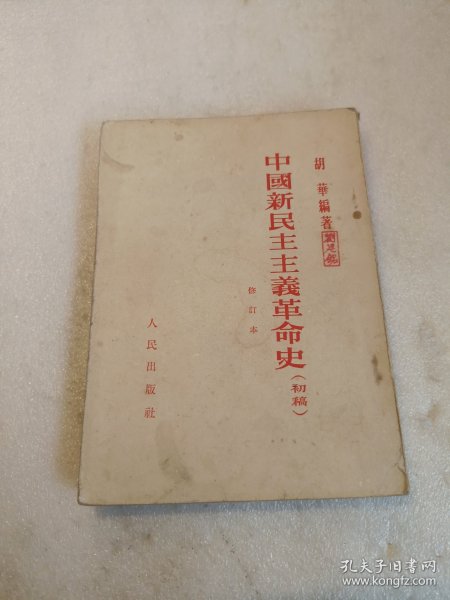 胡華編著
中國新民主主義革命史(初稿)
修訂本
人民出版社
孔夫子旧书网
www.kongfz.com